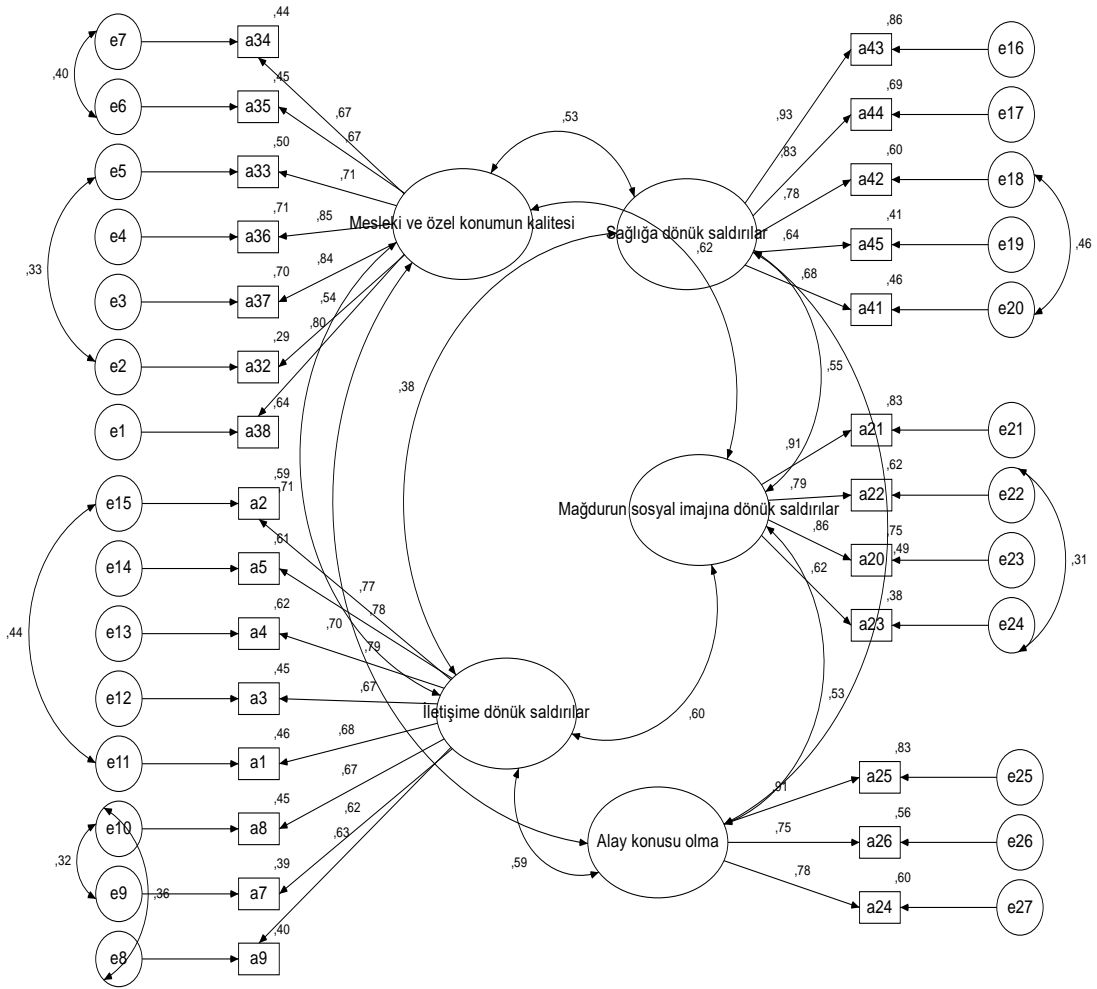 ,44
,86
e7
a34
a43
e16
,40
,45
,69
e6
a35
,67
,93
a44
e17
,53
,67
,50
,83
,60
e5
a33
,71
,78
a42
e18
,71
,85
Mesleki ve özel konumun kalitesi
Sağlığa dönük saldırılar
,64
,41
e4
a36
,62
a45
e19
,46
,33
,70
,84
,68
,46
e3
a37
,54
a41
e20
,29
,80
e2
a32
,55
,38
,64
,83
e1
a38
a21
e21
,91
,59
,71
,62
e15
a2
,79
a22
e22
Mağdurun sosyal imajına dönük saldırılar
,61
,86
,75
,49
e14
a5
a20
e23
,31
,77
,62
,78
,62
,38
,44
e13
a4
,70
a23
e24
,79
,45
,67
e12
a3
,53
İletişime dönük saldırılar
,60
,46
,68
,83
e11
a1
a25
e25
,67
,91
,45
,62
,56
e10
a8
,63
,75
a26
e26
Alay konusu olma
,32
,39
,59
,78
,60
e9
,36
a7
a24
e27
,40
e8
a9